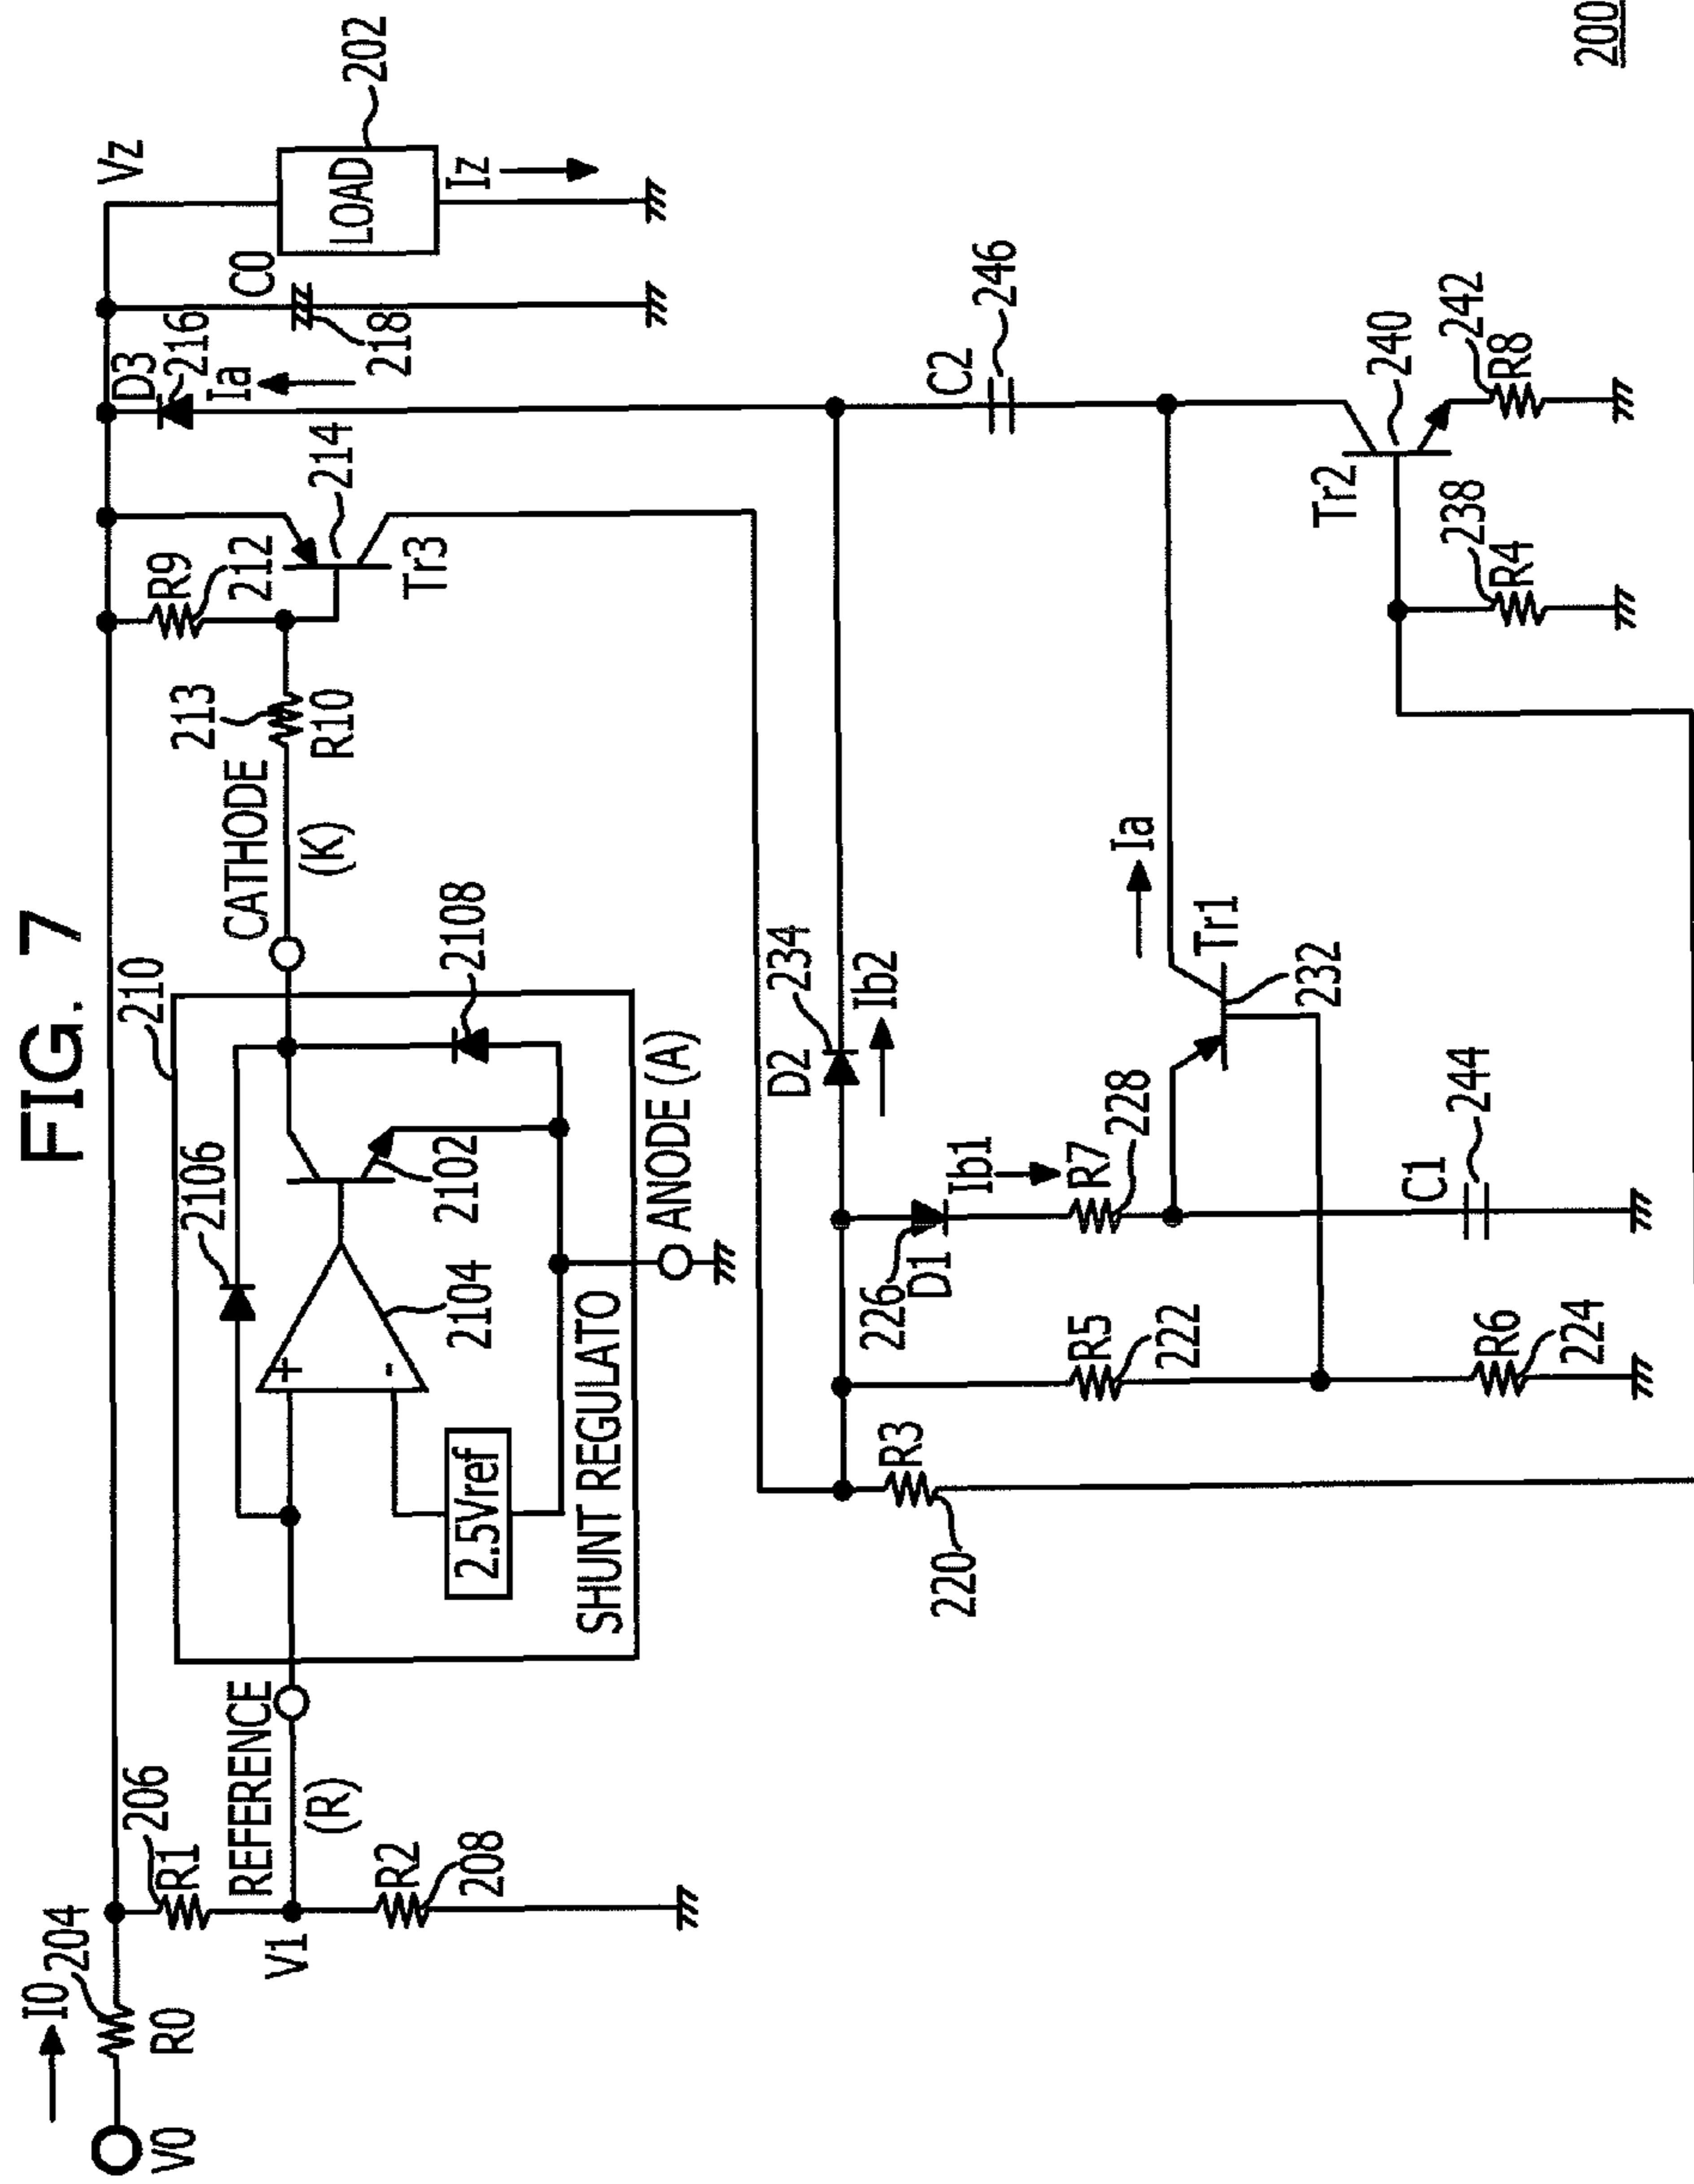 FIG. 7
I0
204
V0
R0
206
R1
V1
R2
208
REFERENCE
(R)
210
2106
2104
+
-
2.5Vref
2102
2108
SHUNT REGULATO
ANODE (A)
CATHODE
(K)
213
R10
R9
212
214
Tr3
D3
216
Ia
C0
218
Vz
LOAD
202
Iz
220
R3
R5
222
R6
224
226
D1
Ib1
R7
228
D2
234
Ib2
Ia
Tr1
232
C1
244
C2
246
Tr2
240
238
R4
242
R8
200